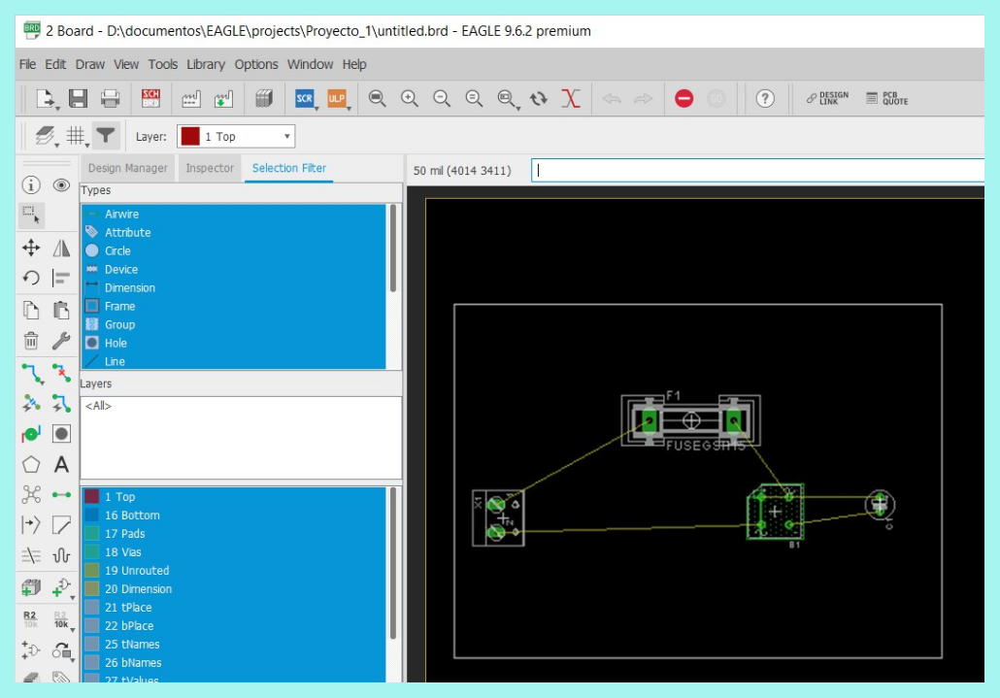 BRD 2 Board - D:\documentos\EAGLE\projects\Proyecto_1\untitled.brd - EAGLE 9.6.2 premium
File Edit Draw View Tools Library Options Window Help
SCH SCR ULP ? DESIGN LINK PCB QUOTE
Layer: 1 Top
Design Manager Inspector Selection Filter
50 mil (4014 3411)
Types
Airwire
Attribute
Circle
Device
Dimension
Frame
Group
Hole
Line
Layers
<All>
1 Top
16 Bottom
17 Pads
18 Vias
19 Unrouted
20 Dimension
21 tPlace
22 bPlace
25 tNames
26 bNames
27 tValues
A
R2 10k R2 10k
F1
X1
B1
C1